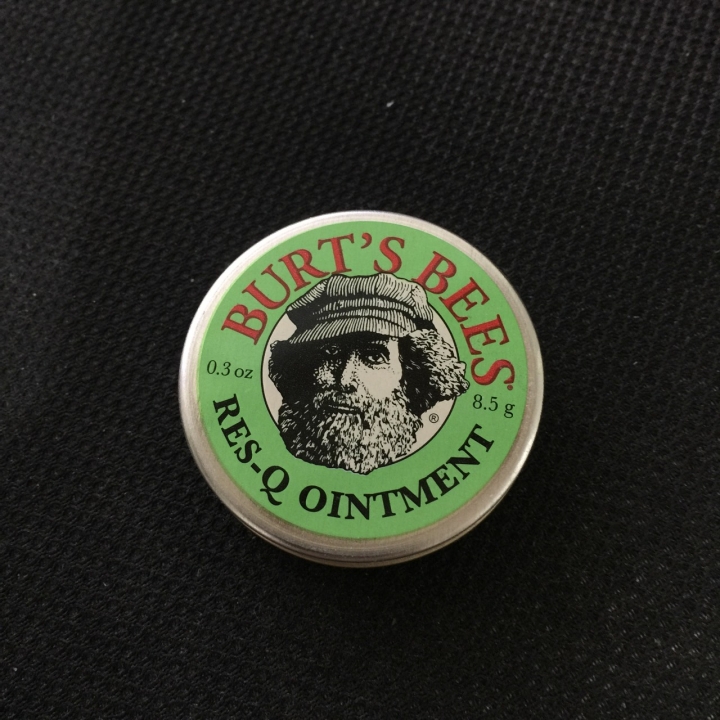 BURT'S BEES®
0.3 oz
8.5 g
®
RES-Q OINTMENT